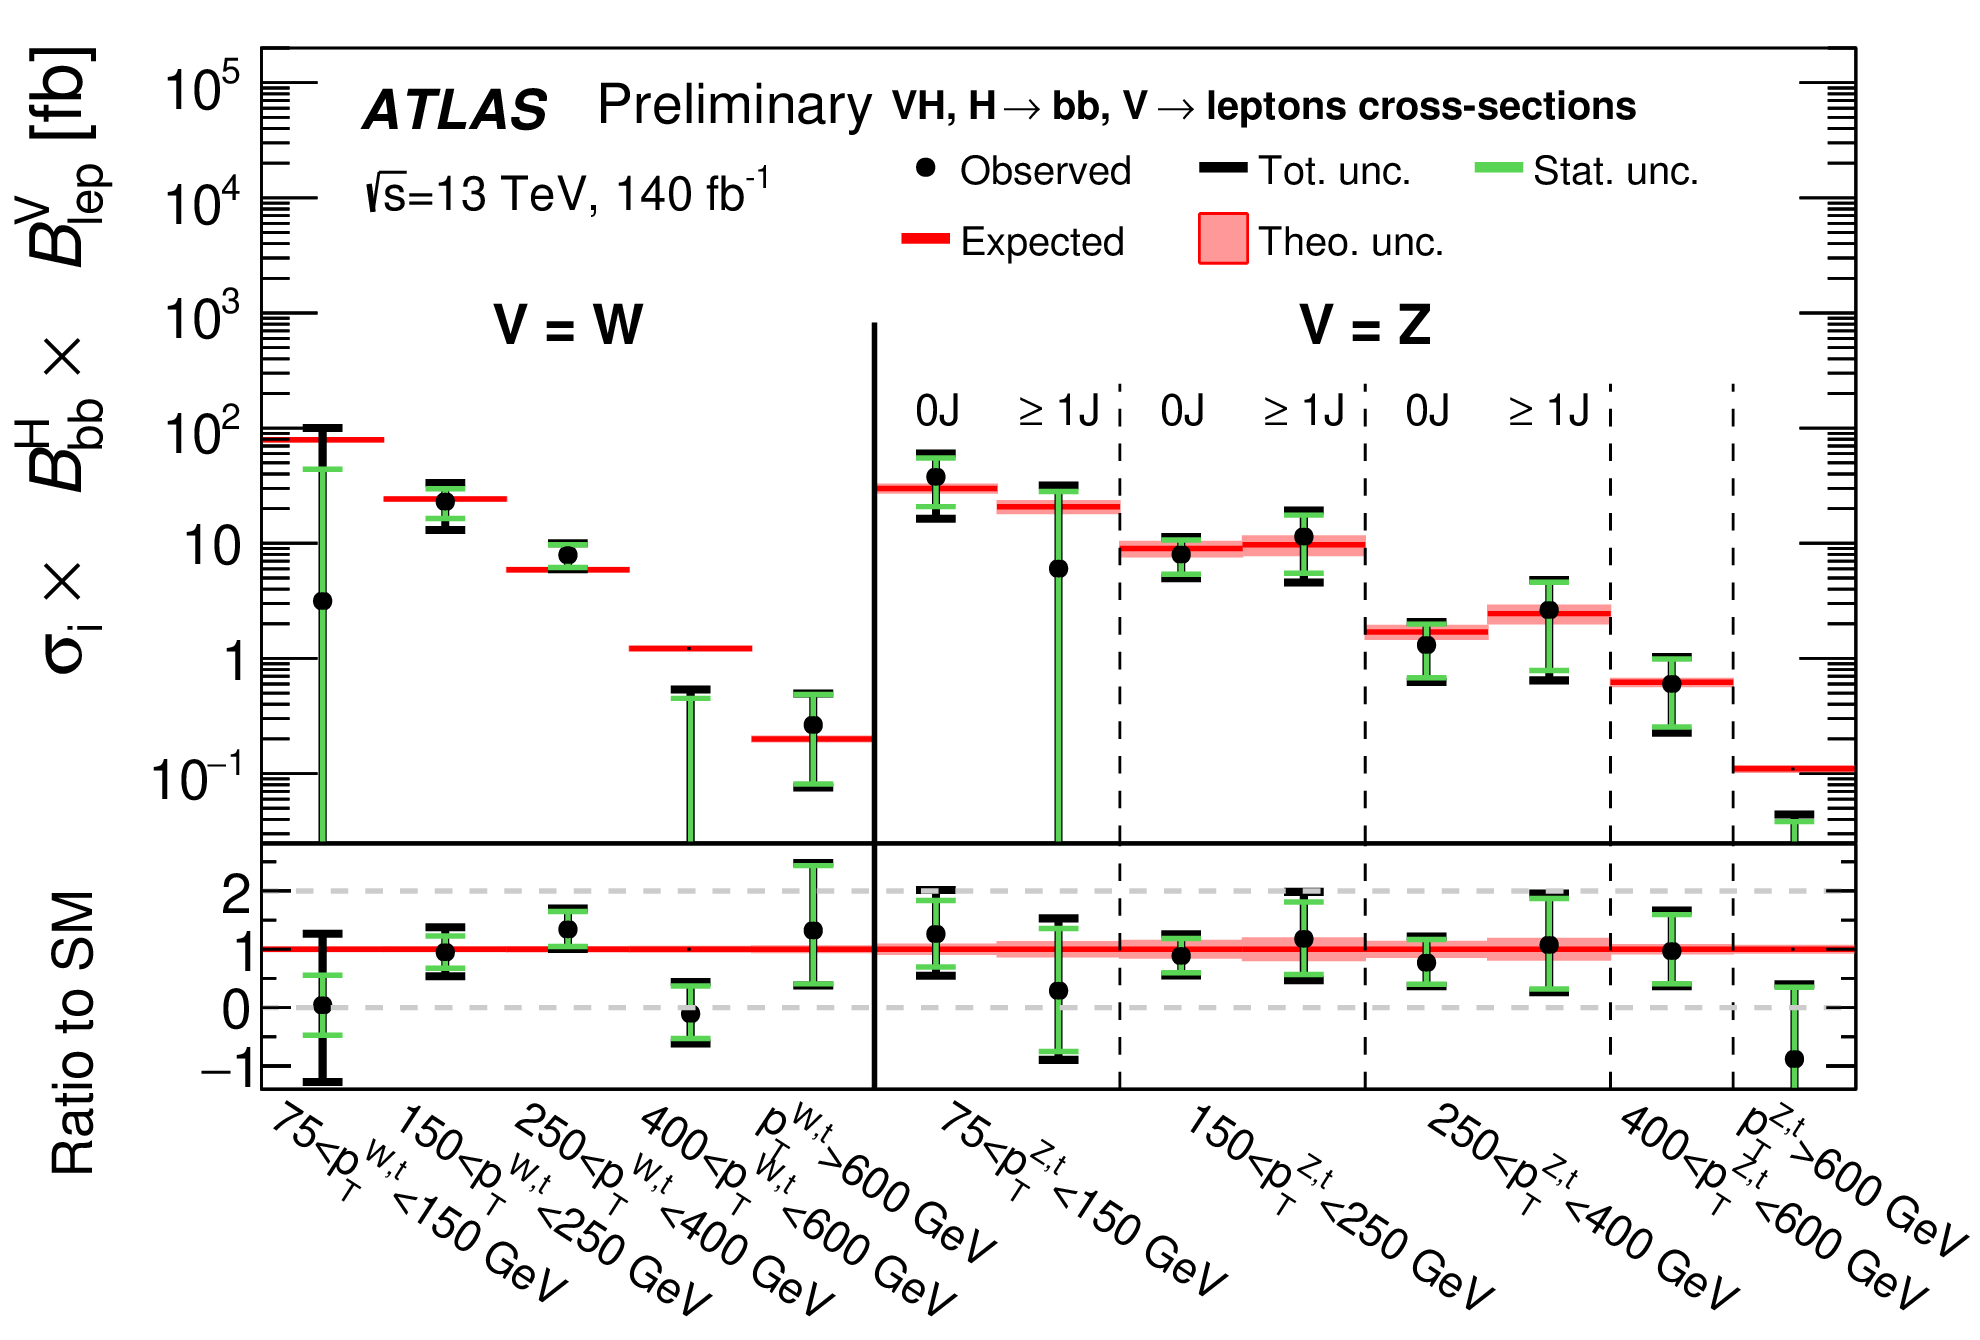 ATLAS Preliminary
VH, H → bb, V → leptons cross-sections
√s=13 TeV, 140 fb-1
Observed
Tot. unc.
Stat. unc.
Expected
Theo. unc.
V = W
V = Z
0J
≥ 1J
0J
≥ 1J
0J
≥ 1J
σi × BHbb × BVlep [fb]
10^5
10^4
10^3
10^2
10
1
10^−1
Ratio to SM
2
1
0
−1
75<pTW,t<150 GeV
150<pTW,t<250 GeV
250<pTW,t<400 GeV
400<pTW,t<600 GeV
pTW,t>600 GeV
75<pTZ,t<150 GeV
150<pTZ,t<250 GeV
250<pTZ,t<400 GeV
400<pTZ,t<600 GeV
pTZ,t>600 GeV